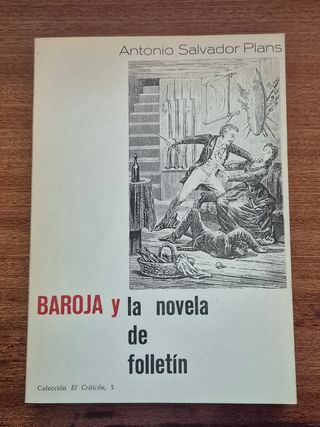 Antonio Salvador Plans
BAROJA y la novela
de
folletín
Colección El Criticón, 3